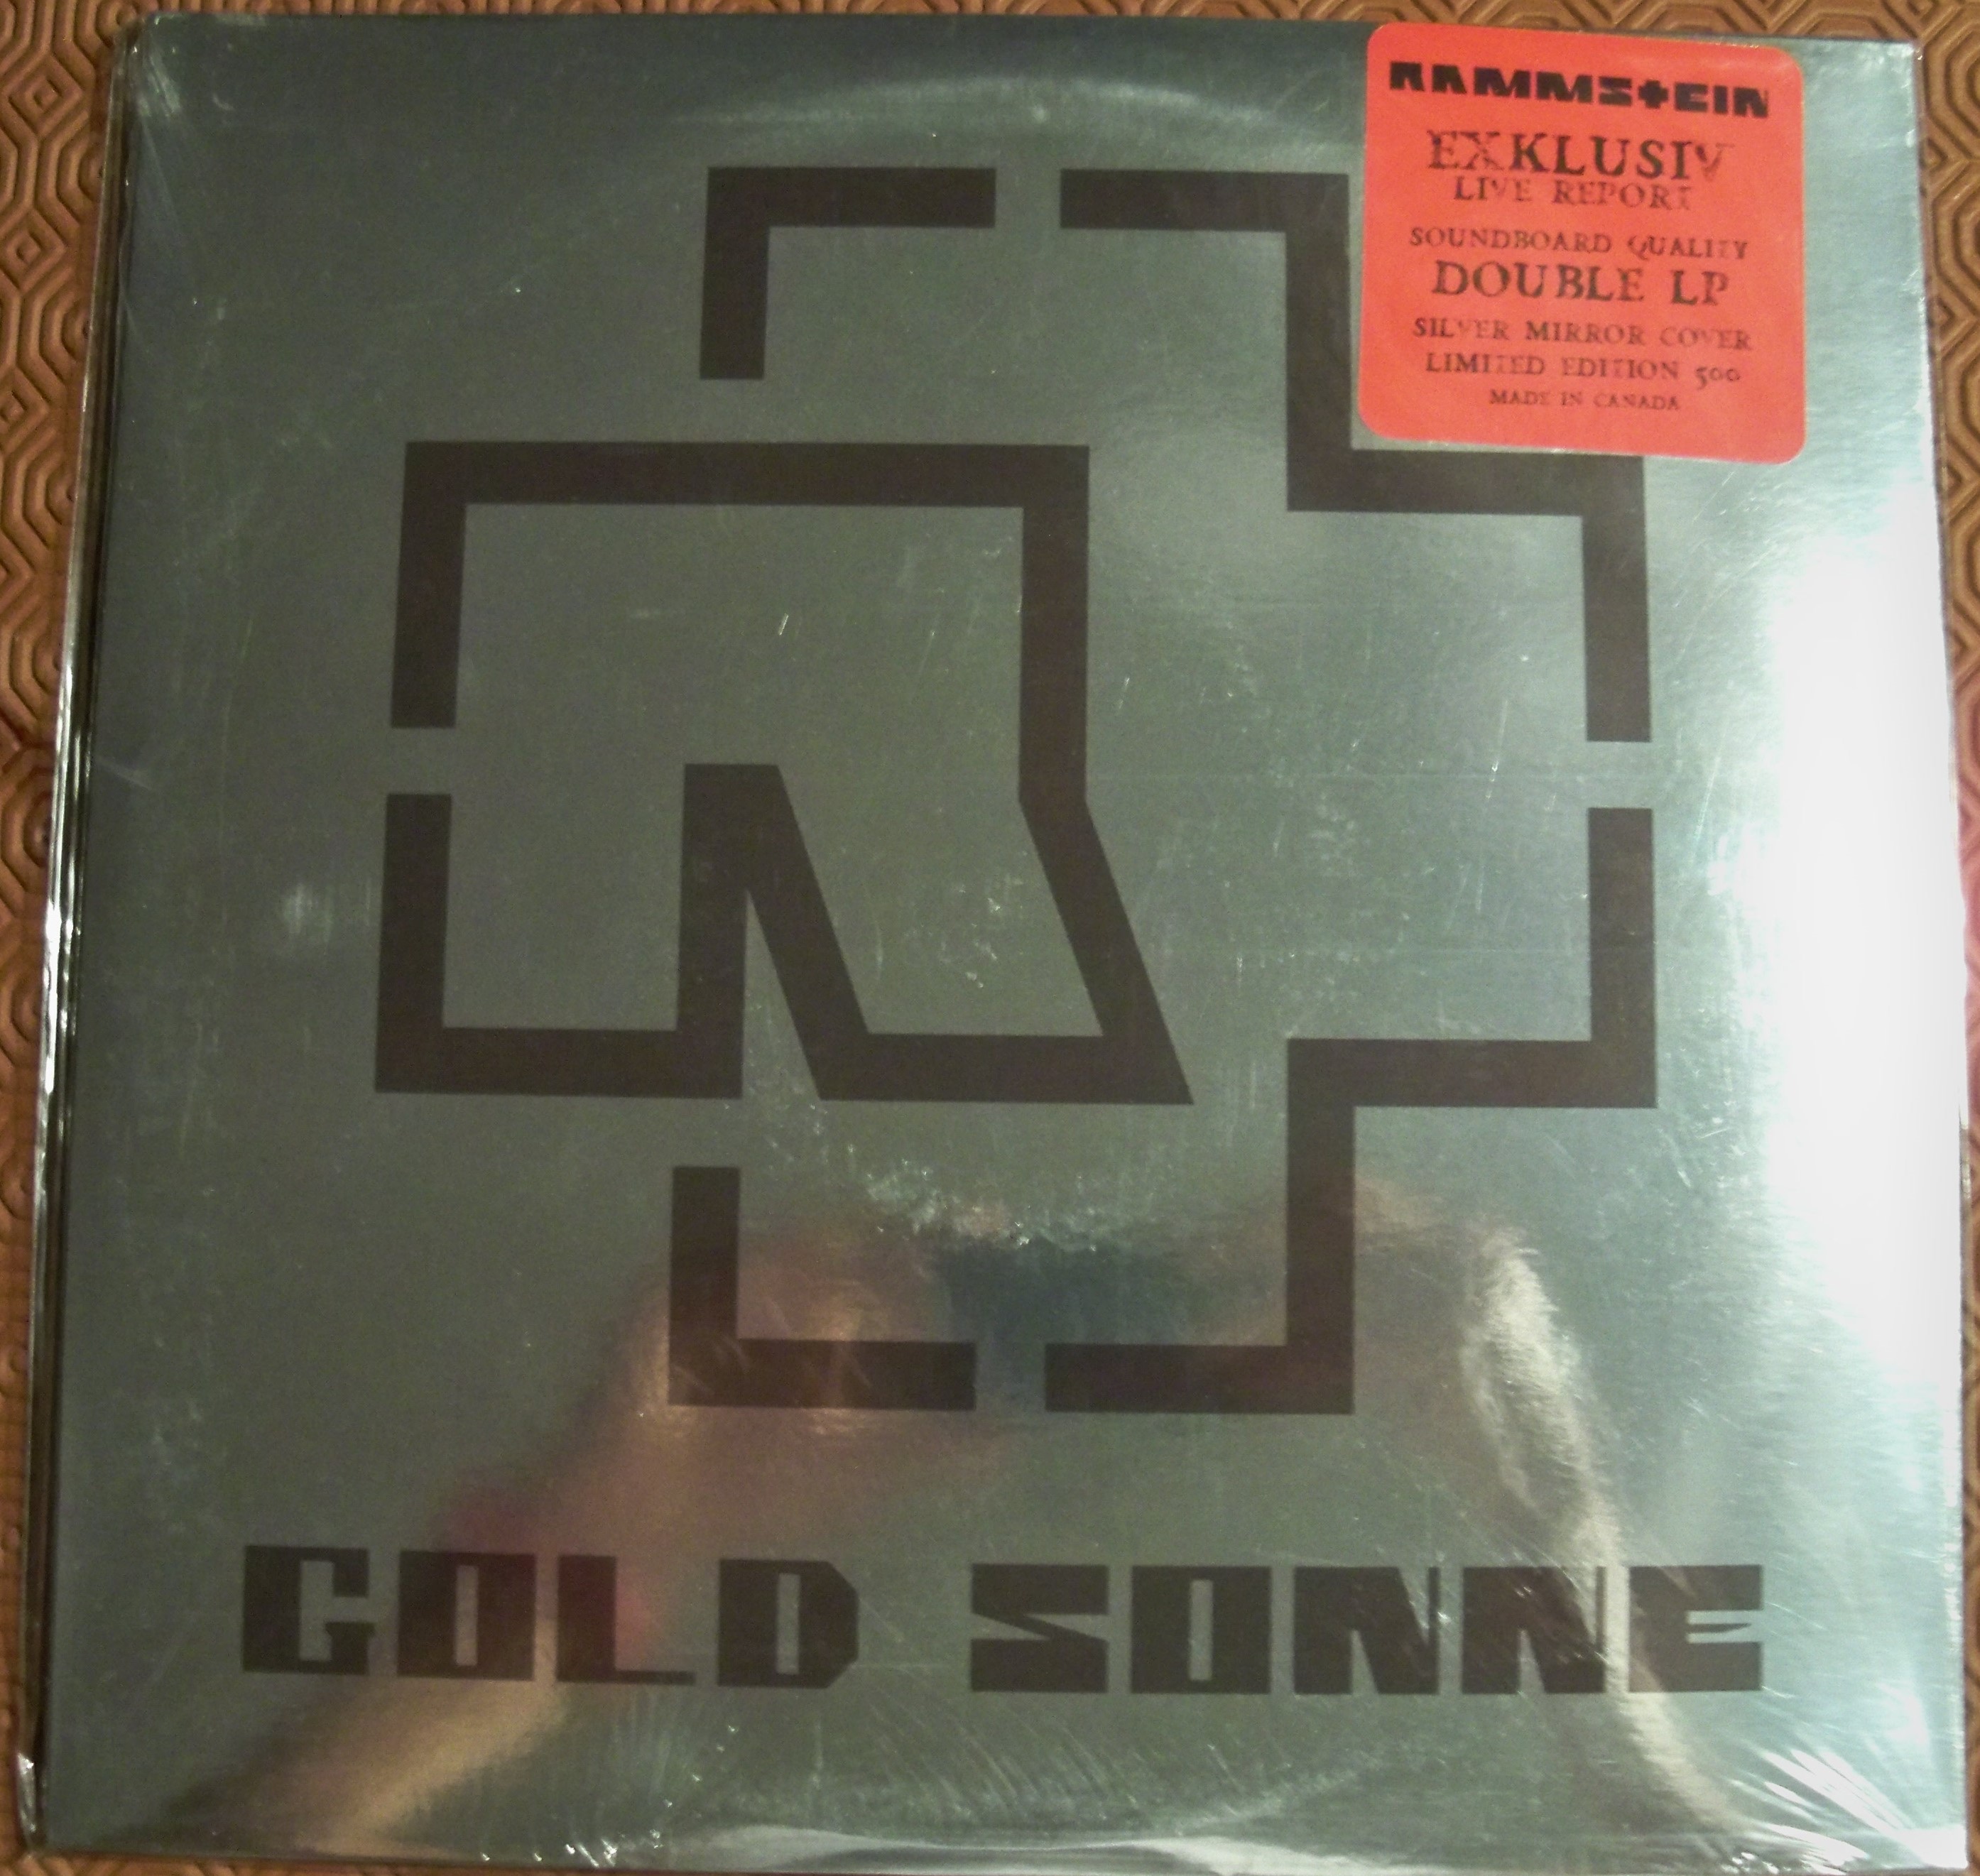 RAMMSTEIN
EXKLUSIV
LIVE REPORT
SOUNDBOARD QUALITY
DOUBLE LP
SILVER MIRROR COVER
LIMITED EDITION 500
MADE IN CANADA
GOLD SONNE